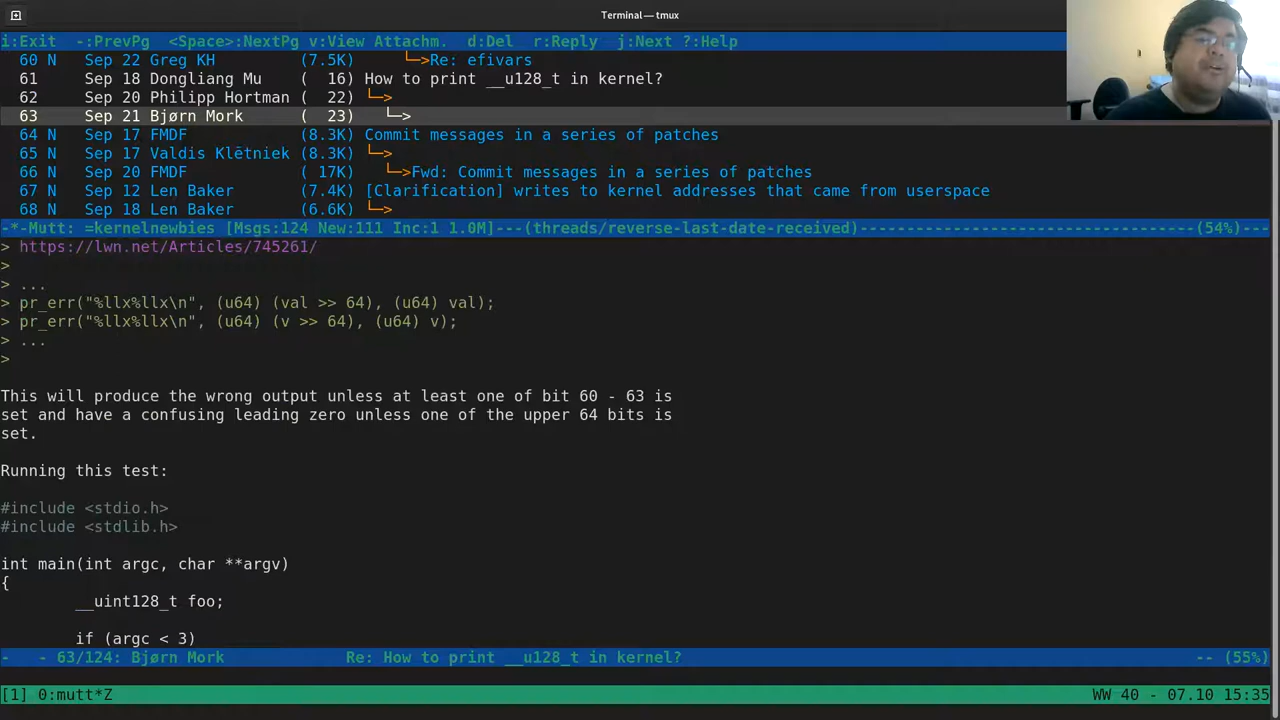 Terminal — tmux
i:Exit  -:PrevPg  <Space>:NextPg v:View Attachm.  d:Del  r:Reply  j:Next ?:Help
60 N   Sep 22 Greg KH         (7.5K)     └─>Re: efivars
61     Sep 18 Dongliang Mu    (  16) How to print __u128_t in kernel?
62     Sep 20 Philipp Hortman (  22) └─>
63     Sep 21 Bjørn Mork      (  23)   └─>
64 N   Sep 17 FMDF            (8.3K) Commit messages in a series of patches
65 N   Sep 17 Valdis Klētniek (8.3K) └─>
66 N   Sep 20 FMDF            ( 17K)   └─>Fwd: Commit messages in a series of patches
67 N   Sep 12 Len Baker       (7.4K) [Clarification] writes to kernel addresses that came from userspace
68 N   Sep 18 Len Baker       (6.6K) └─>
-*-Mutt: =kernelnewbies [Msgs:124 New:111 Inc:1 1.0M]---(threads/reverse-last-date-received)------------------------------------(54%)---
> https://lwn.net/Articles/745261/
>
> ...
> pr_err("%llx%llx\n", (u64) (val >> 64), (u64) val);
> pr_err("%llx%llx\n", (u64) (v >> 64), (u64) v);
> ...
>
This will produce the wrong output unless at least one of bit 60 - 63 is
set and have a confusing leading zero unless one of the upper 64 bits is
set.
Running this test:
#include <stdio.h>
#include <stdlib.h>
int main(int argc, char **argv)
{
        __uint128_t foo;
        if (argc < 3)
-   - 63/124: Bjørn Mork             Re: How to print __u128_t in kernel?                                                       -- (55%)
[1] 0:mutt*Z                                                                                                         WW 40 - 07.10 15:35